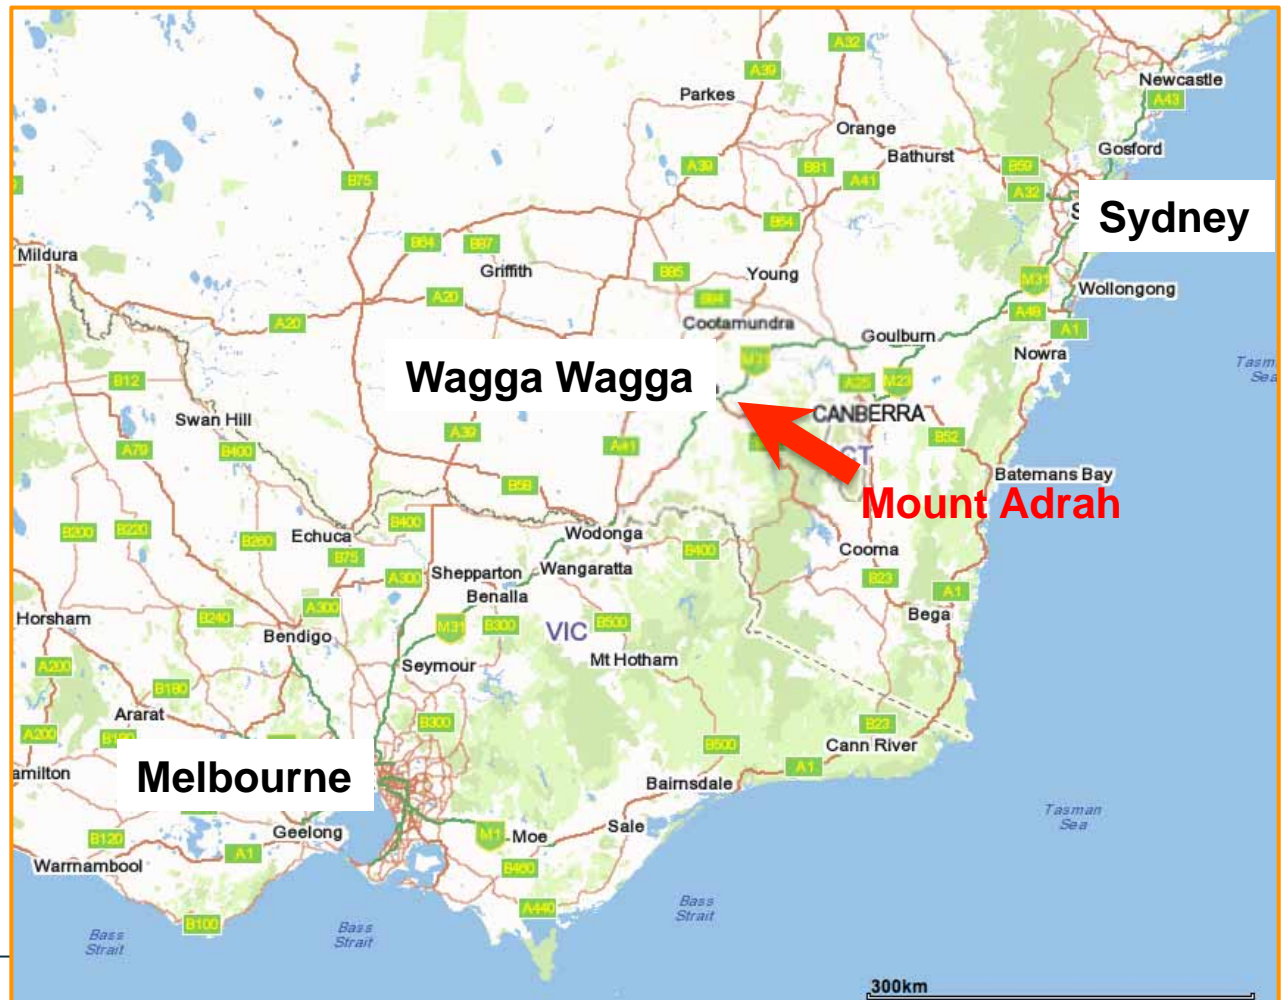 A32
A39
Newcastle
Parkes
A43
Orange
Gosford
Bathurst
A39
B81
B59
B75
A41
A32
Sydney
B64
B64
B87
Mildura
Griffith
B85
Young
M31
Wollongong
A20
B94
A20
Cootamundra
A48
Goulburn
A1
Nowra
M31
Tasm
Sea
Wagga Wagga
B12
A25
M23
CANBERRA
Swan Hill
A39
A41
B52
A79
B400
Batemans Bay
B58
Mount Adrah
B400
Wodonga
B200
B220
B260
Echuca
B75
B400
Cooma
A300
Shepparton
Wangaratta
B23
Benalla
A1
A300
Horsham
B240
M31
B300
B500
Bega
Bendigo
VIC
A200
Seymour
Mt Hotham
B180
Ararat
B300
B23
A200
B500
Cann River
Melbourne
A1
amilton
Bairnsdale
Tasman
Sea
Geelong
Sale
B120
M1
Moe
A1
Warrnambool
B460
Bass
Strait
A440
B100
Bass
Strait
Bass
Strait
300km